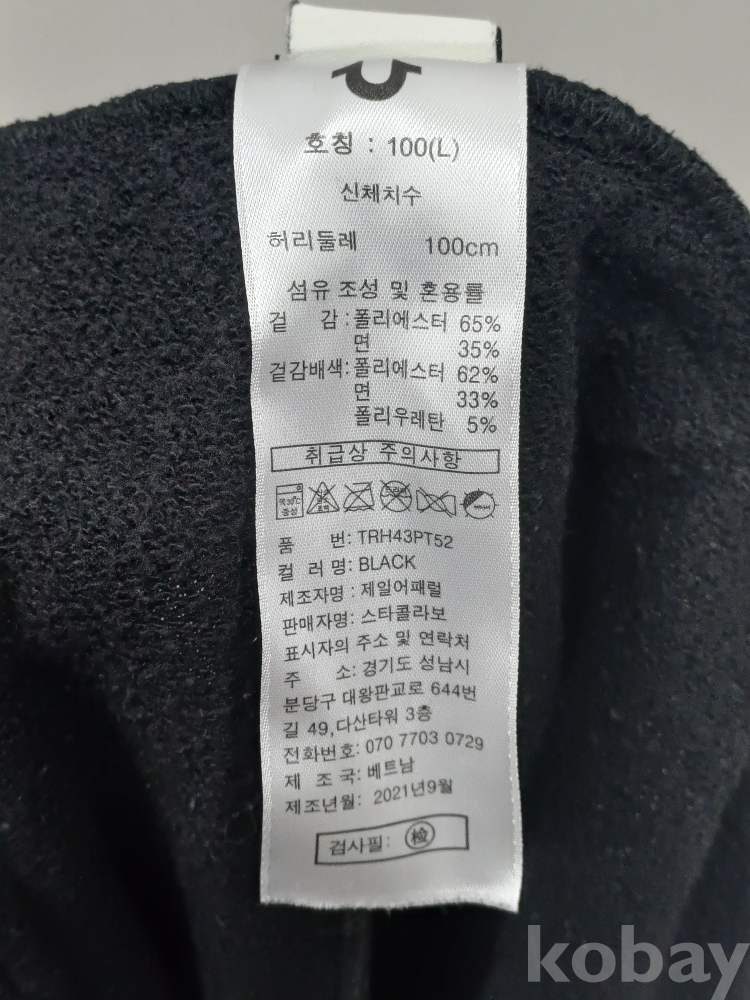 호칭 : 100(L)
신체치수
허리둘레 100cm
섬유 조성 및 혼용률
겉 감 : 폴리에스터 65%
면 35%
겉감배색: 폴리에스터 62%
면 33%
폴리우레탄 5%
취급상 주의사항
약30℃
중성
품 번: TRH43PT52
컬 러 명: BLACK
제조자명 : 제일어패럴
판매자명: 스타콜라보
표시자의 주소 및 연락처
주 소: 경기도 성남시
분당구 대왕판교로 644번
길 49,다산타워 3층
전화번호: 070 7703 0729
제 조 국: 베트남
제조년월: 2021년9월
검사필: 検
kobay